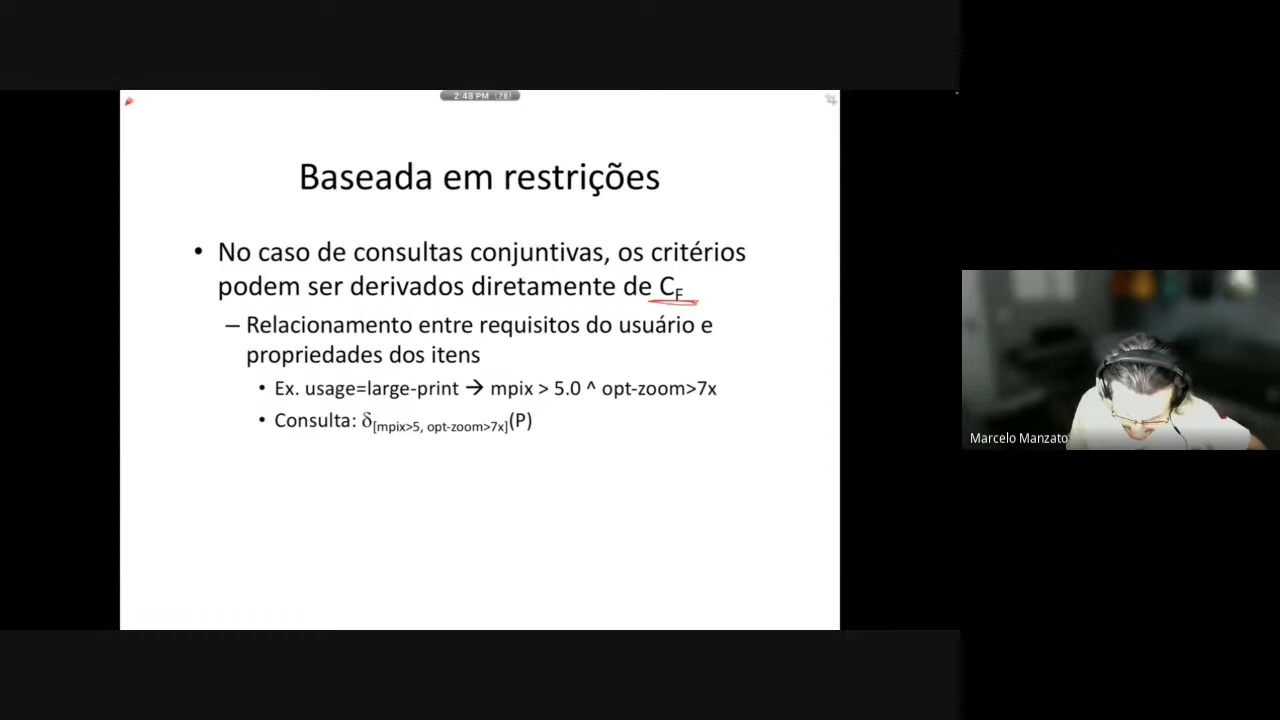 2:48 PM
Baseada em restrições
• No caso de consultas conjuntivas, os critérios
podem ser derivados diretamente de C_F
– Relacionamento entre requisitos do usuário e
propriedades dos itens
• Ex. usage=large-print → mpix > 5.0 ^ opt-zoom>7x
• Consulta: δ[mpix>5, opt-zoom>7x](P)
Marcelo Manzato